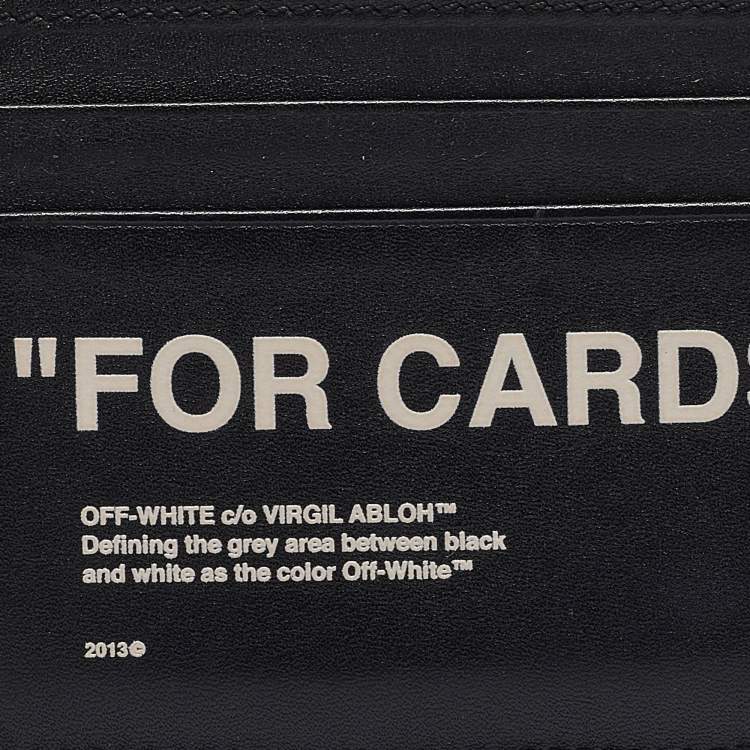 "FOR CARDS
OFF-WHITE c/o VIRGIL ABLOH™
Defining the grey area between black
and white as the color Off-White™
2013©